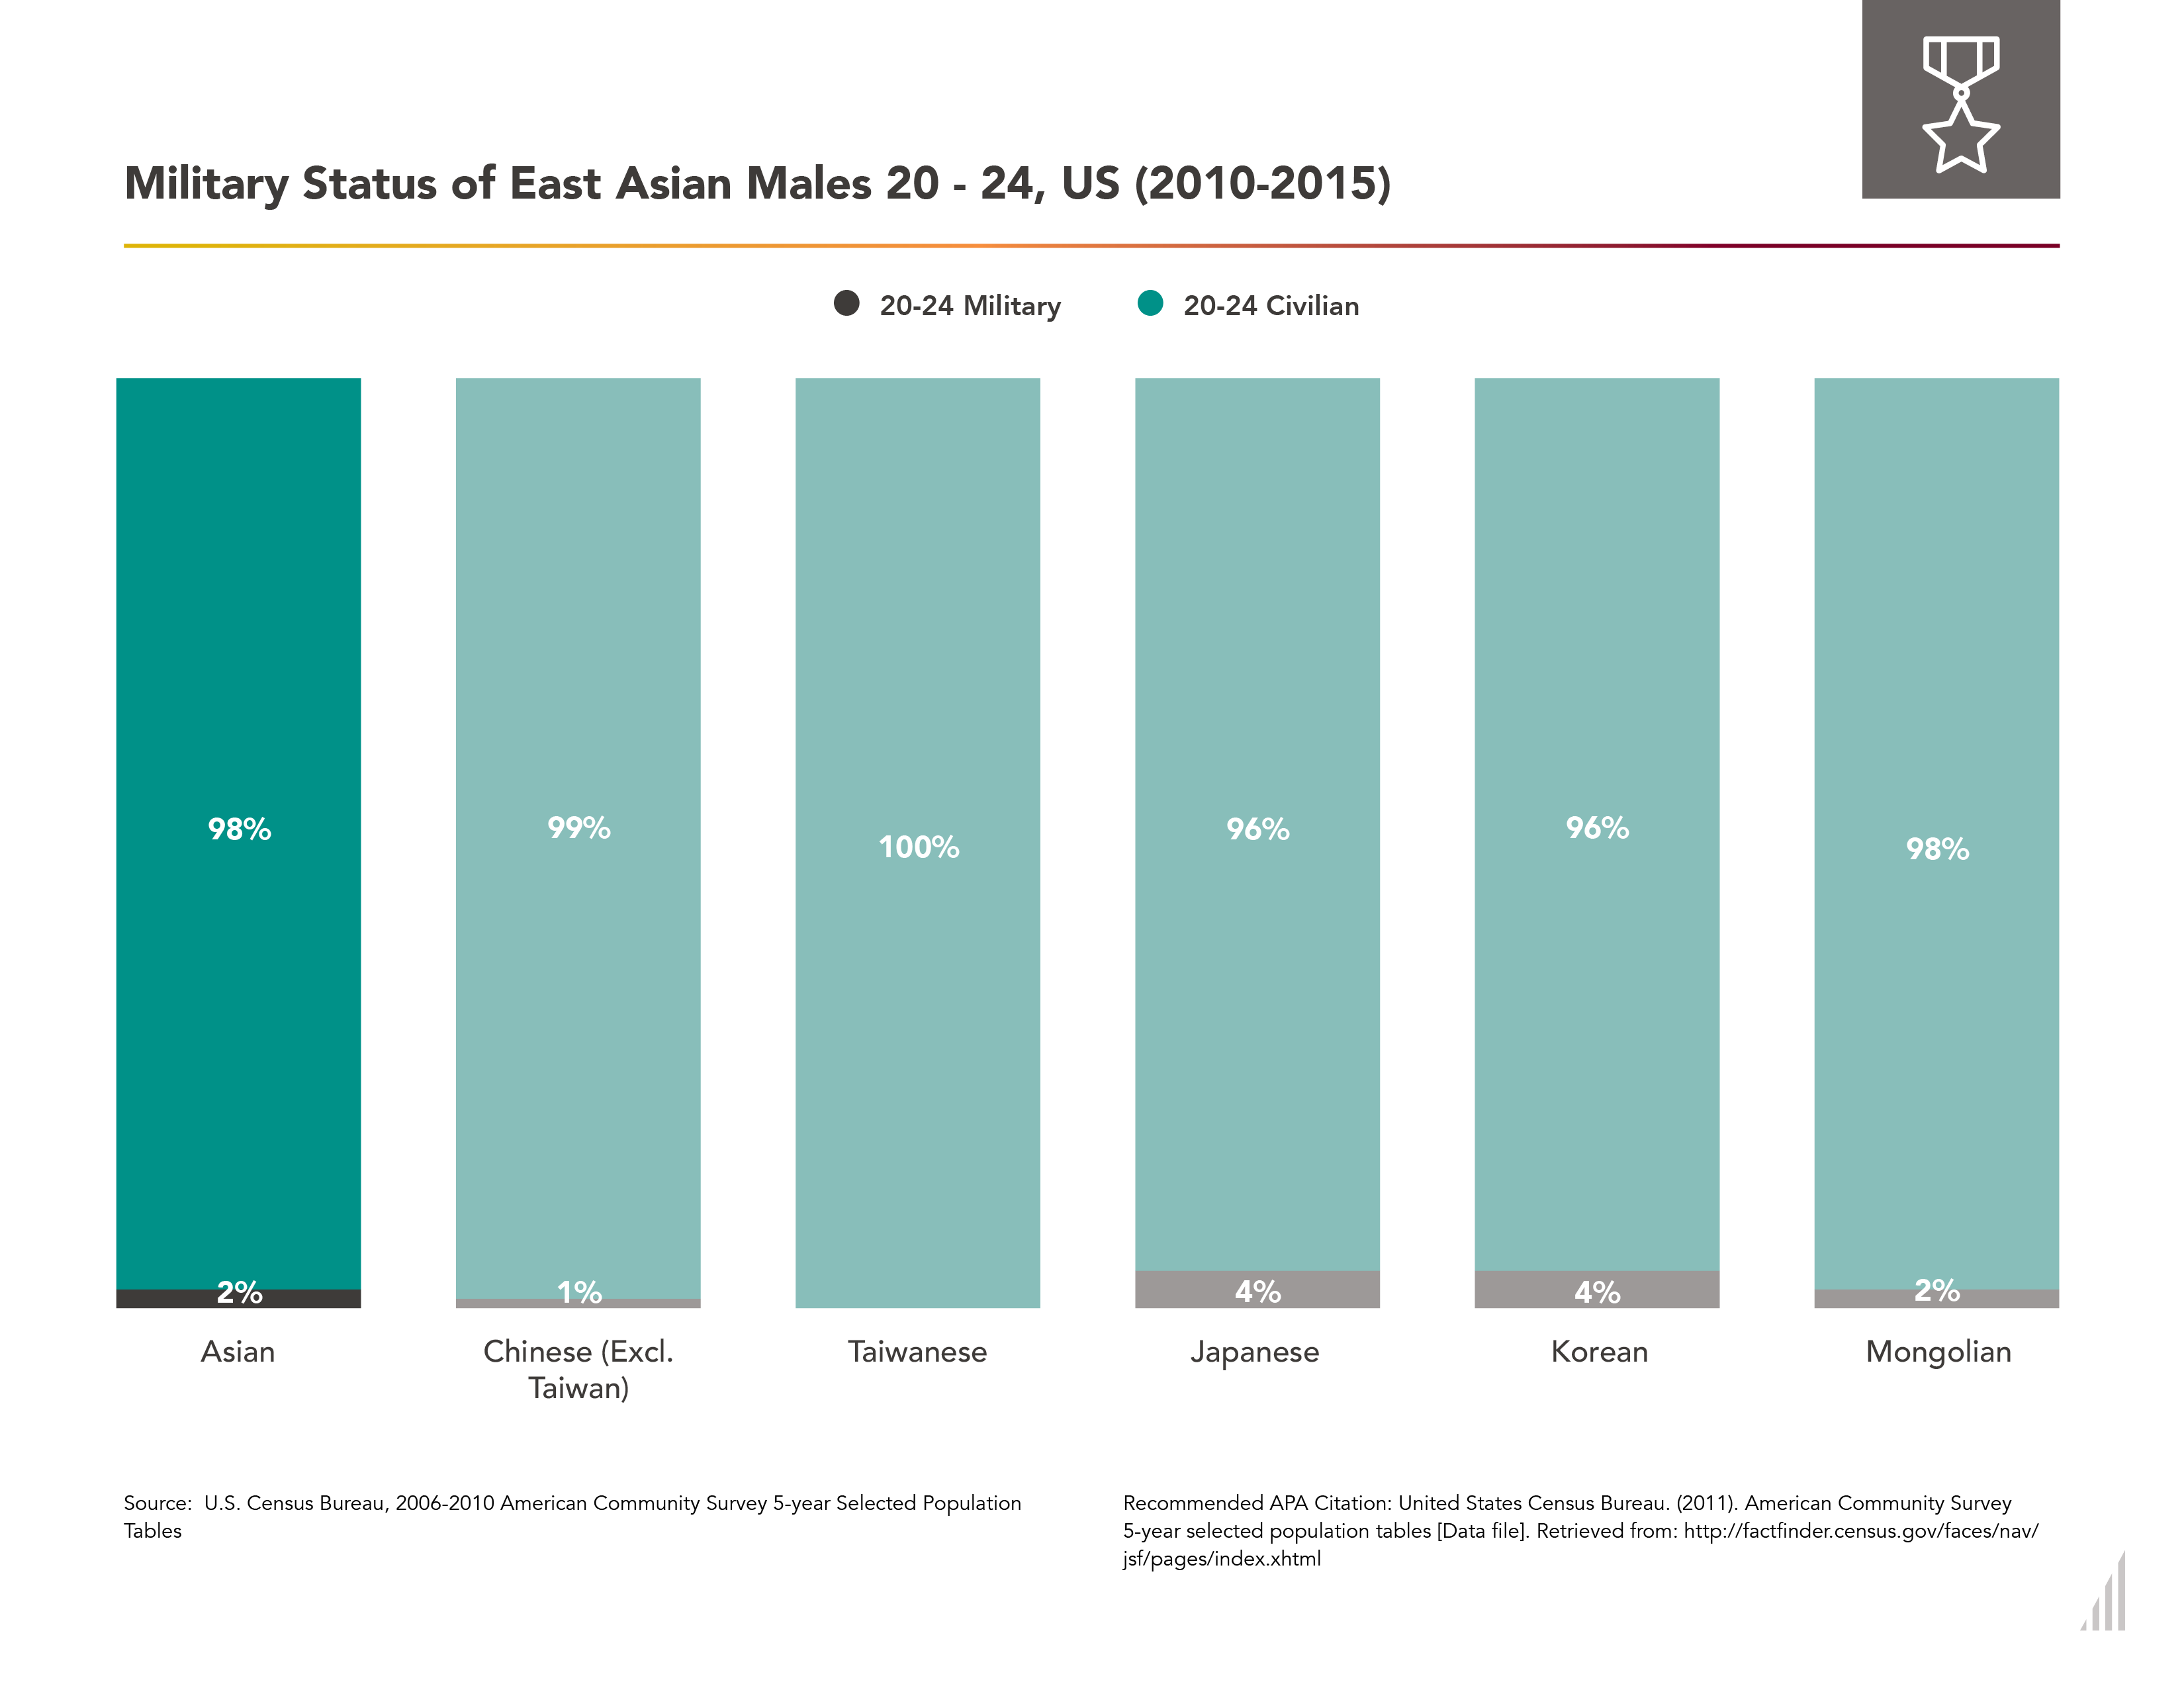 Military Status of East Asian Males 20 - 24, US (2010-2015)
20-24 Military
20-24 Civilian
98%
99%
100%
96%
96%
98%
2%
1%
4%
4%
2%
Asian
Chinese (Excl.
Taiwan)
Taiwanese
Japanese
Korean
Mongolian
Source:  U.S. Census Bureau, 2006-2010 American Community Survey 5-year Selected Population
Tables
Recommended APA Citation: United States Census Bureau. (2011). American Community Survey
5-year selected population tables [Data file]. Retrieved from: http://factfinder.census.gov/faces/nav/
jsf/pages/index.xhtml